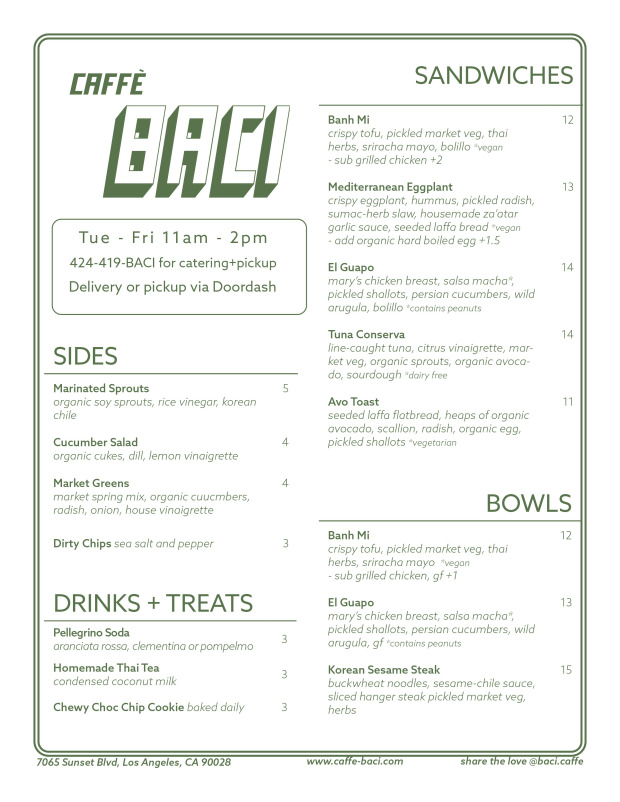 CAFFÈ
BACI
Tue - Fri 11am - 2pm
424-419-BACI for catering+pickup
Delivery or pickup via Doordash
SIDES
Marinated Sprouts 5
organic soy sprouts, rice vinegar, korean
chile
Cucumber Salad 4
organic cukes, dill, lemon vinaigrette
Market Greens 4
market spring mix, organic cuucmbers,
radish, onion, house vinaigrette
Dirty Chips sea salt and pepper 3
DRINKS + TREATS
Pellegrino Soda 3
aranciata rossa, clementina or pompelmo
Homemade Thai Tea 3
condensed coconut milk
Chewy Choc Chip Cookie baked daily 3
SANDWICHES
Banh Mi 12
crispy tofu, pickled market veg, thai
herbs, sriracha mayo, bolillo *vegan
- sub grilled chicken +2
Mediterranean Eggplant 13
crispy eggplant, hummus, pickled radish,
sumac-herb slaw, housemade za'atar
garlic sauce, seeded laffa bread *vegan
- add organic hard boiled egg +1.5
El Guapo 14
mary's chicken breast, salsa macha*,
pickled shallots, persian cucumbers, wild
arugula, bolillo *contains peanuts
Tuna Conserva 14
line-caught tuna, citrus vinaigrette, mar-
ket veg, organic sprouts, organic avoca-
do, sourdough *dairy free
Avo Toast 11
seeded laffa flatbread, heaps of organic
avocado, scallion, radish, organic egg,
pickled shallots *vegetarian
BOWLS
Banh Mi 12
crispy tofu, pickled market veg, thai
herbs, sriracha mayo *vegan
- sub grilled chicken, gf +1
El Guapo 13
mary's chicken breast, salsa macha*,
pickled shallots, persian cucumbers, wild
arugula, gf *contains peanuts
Korean Sesame Steak 15
buckwheat noodles, sesame-chile sauce,
sliced hanger steak pickled market veg,
herbs
7065 Sunset Blvd, Los Angeles, CA 90028
www.caffe-baci.com
share the love @baci.caffe